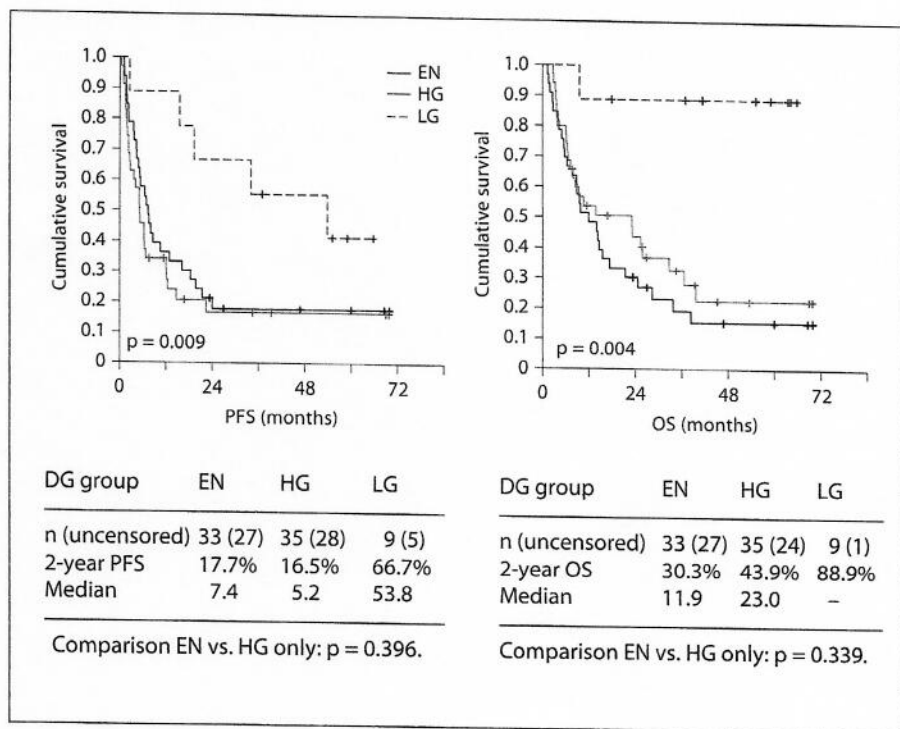 1.0
0.9
0.8
0.7
0.6
0.5
0.4
0.3
0.2
0.1
0
Cumulative survival
EN
HG
LG
p = 0.009
0 24 48 72
PFS (months)
1.0
0.9
0.8
0.7
0.6
0.5
0.4
0.3
0.2
0.1
0
Cumulative survival
p = 0.004
0 24 48 72
OS (months)
DG group EN HG LG
n (uncensored) 33 (27) 35 (28) 9 (5)
2-year PFS 17.7% 16.5% 66.7%
Median 7.4 5.2 53.8
Comparison EN vs. HG only: p = 0.396.
DG group EN HG LG
n (uncensored) 33 (27) 35 (24) 9 (1)
2-year OS 30.3% 43.9% 88.9%
Median 11.9 23.0 –
Comparison EN vs. HG only: p = 0.339.